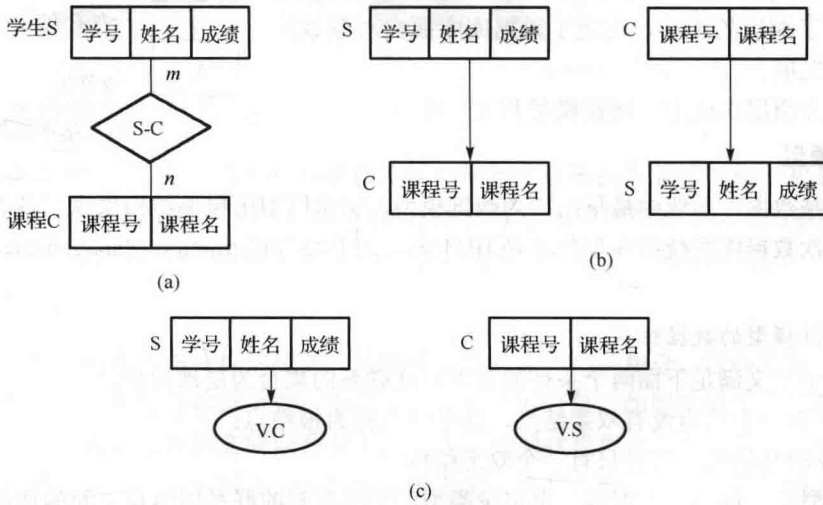 学生S 学号 姓名 成绩
m
S-C
n
课程C 课程号 课程名
(a)
S 学号 姓名 成绩
C 课程号 课程名
C 课程号 课程名
S 学号 姓名 成绩
(b)
S 学号 姓名 成绩
V.C
C 课程号 课程名
V.S
(c)